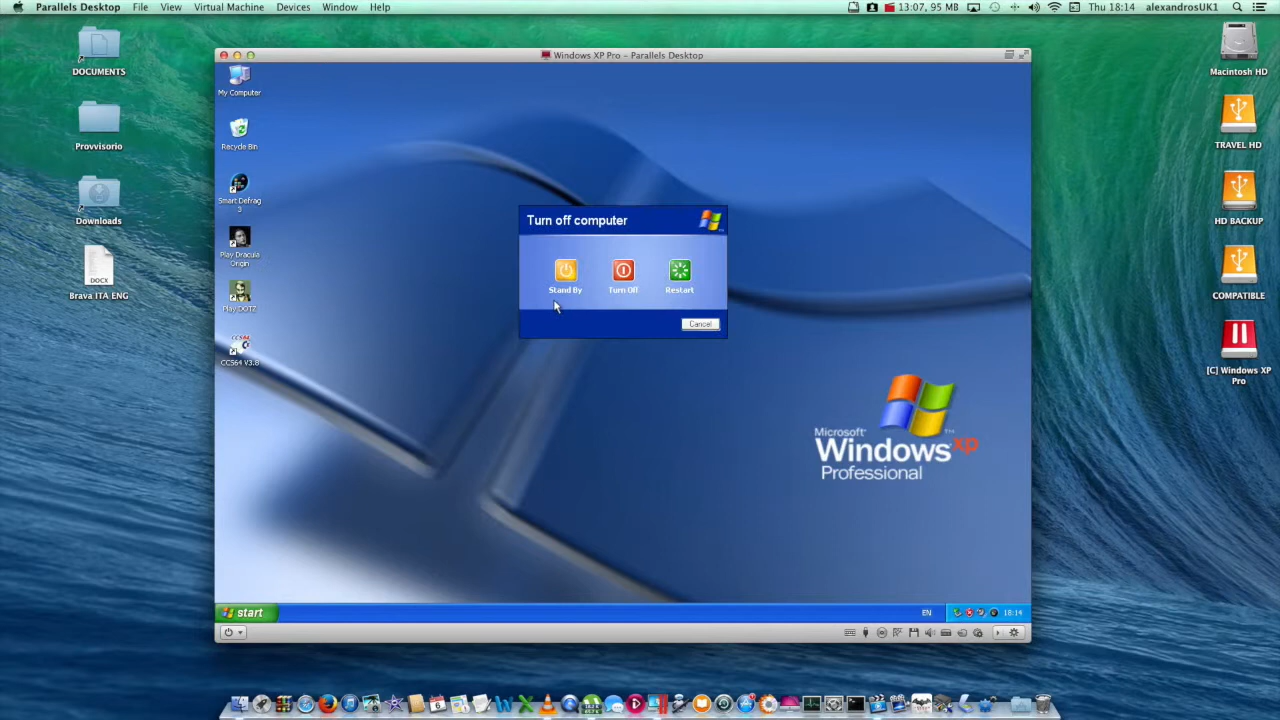 Parallels Desktop File View Virtual Machine Devices Window Help
13:07, 95 MB Thu 18:14 alexandrosUK1
DOCUMENTS
Provvisorio
Downloads
DOCX
Brava ITA ENG
Windows XP Pro – Parallels Desktop
My Computer
Recycle Bin
Smart Defrag
3
Play Dracula
Origin
Play DOTZ
CCS64 V3.8
Turn off computer
Stand By Turn Off Restart
Cancel
Microsoft
Windows xp
Professional
start
EN 18:14
Macintosh HD
TRAVEL HD
HD BACKUP
COMPATIBLE
[C] Windows XP
Pro